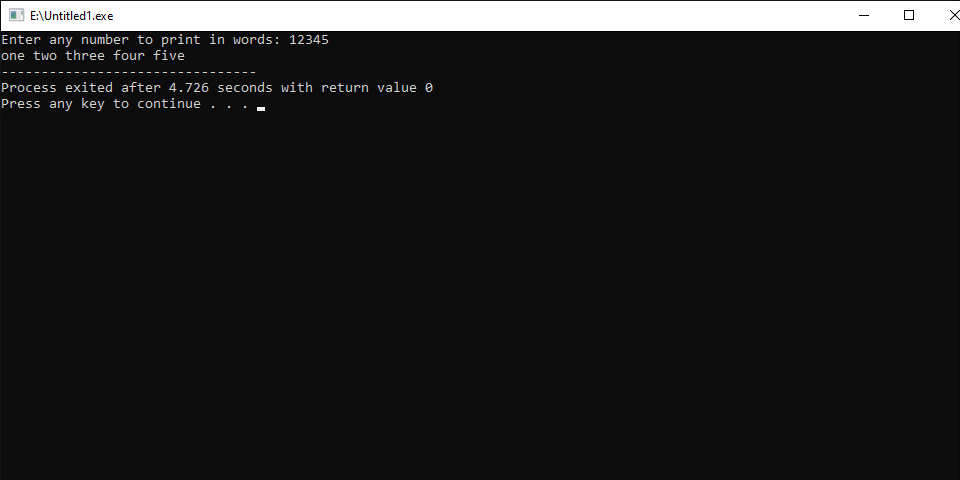 E:\Untitled1.exe
Enter any number to print in words: 12345
one two three four five
--------------------------------
Process exited after 4.726 seconds with return value 0
Press any key to continue . . .